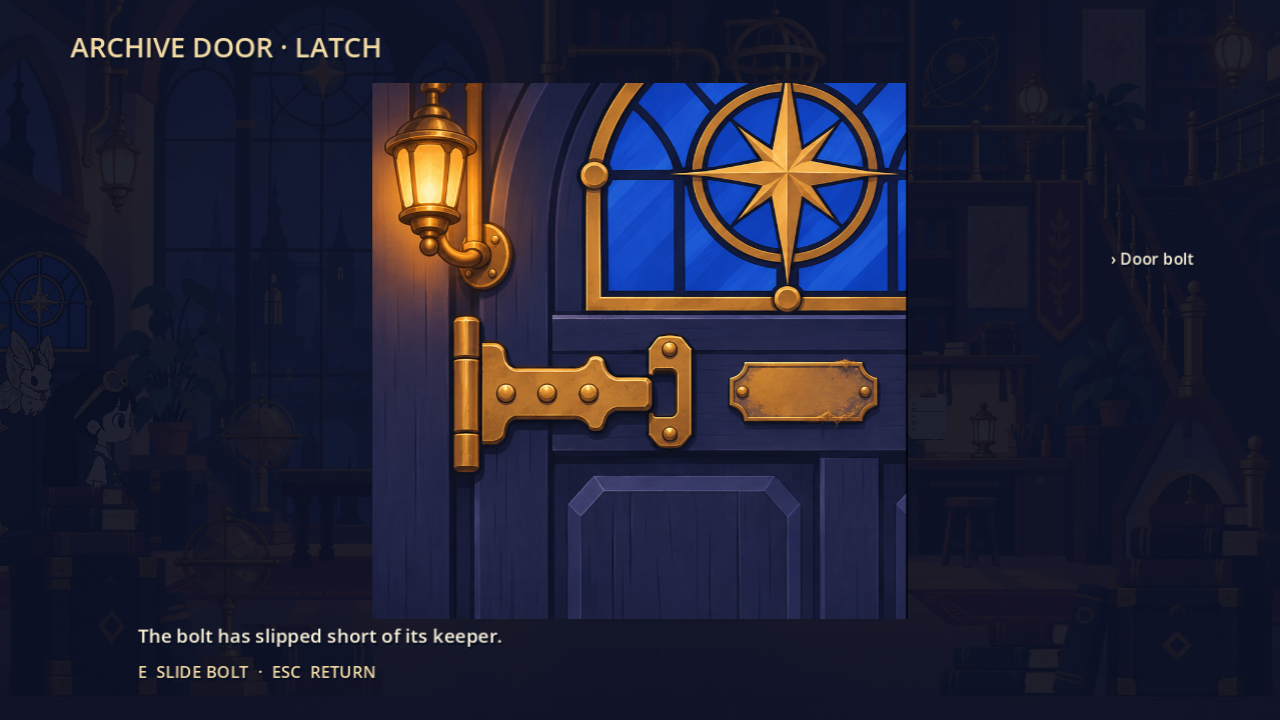 ARCHIVE DOOR · LATCH
› Door bolt
The bolt has slipped short of its keeper.
E SLIDE BOLT · ESC RETURN